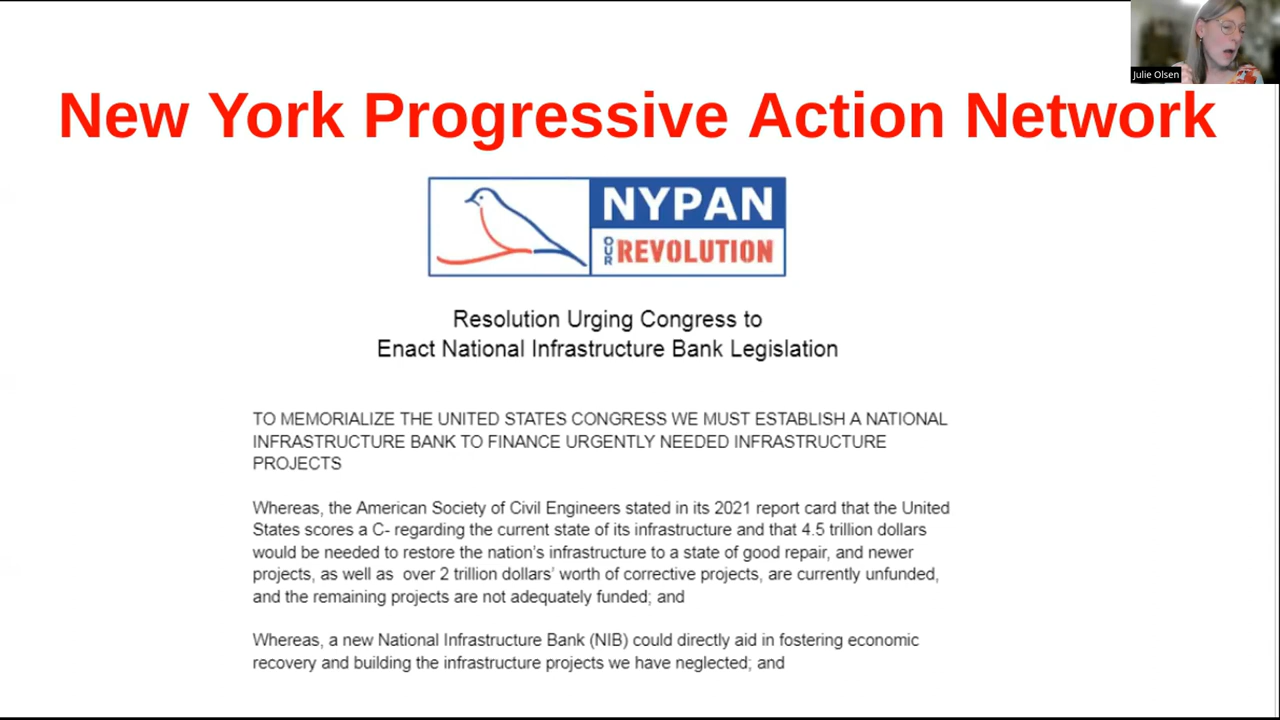 Julie Olsen
New York Progressive Action Network
NYPAN
OUR REVOLUTION
Resolution Urging Congress to
Enact National Infrastructure Bank Legislation
TO MEMORIALIZE THE UNITED STATES CONGRESS WE MUST ESTABLISH A NATIONAL
INFRASTRUCTURE BANK TO FINANCE URGENTLY NEEDED INFRASTRUCTURE
PROJECTS
Whereas, the American Society of Civil Engineers stated in its 2021 report card that the United
States scores a C- regarding the current state of its infrastructure and that 4.5 trillion dollars
would be needed to restore the nation's infrastructure to a state of good repair, and newer
projects, as well as over 2 trillion dollars' worth of corrective projects, are currently unfunded,
and the remaining projects are not adequately funded; and
Whereas, a new National Infrastructure Bank (NIB) could directly aid in fostering economic
recovery and building the infrastructure projects we have neglected; and